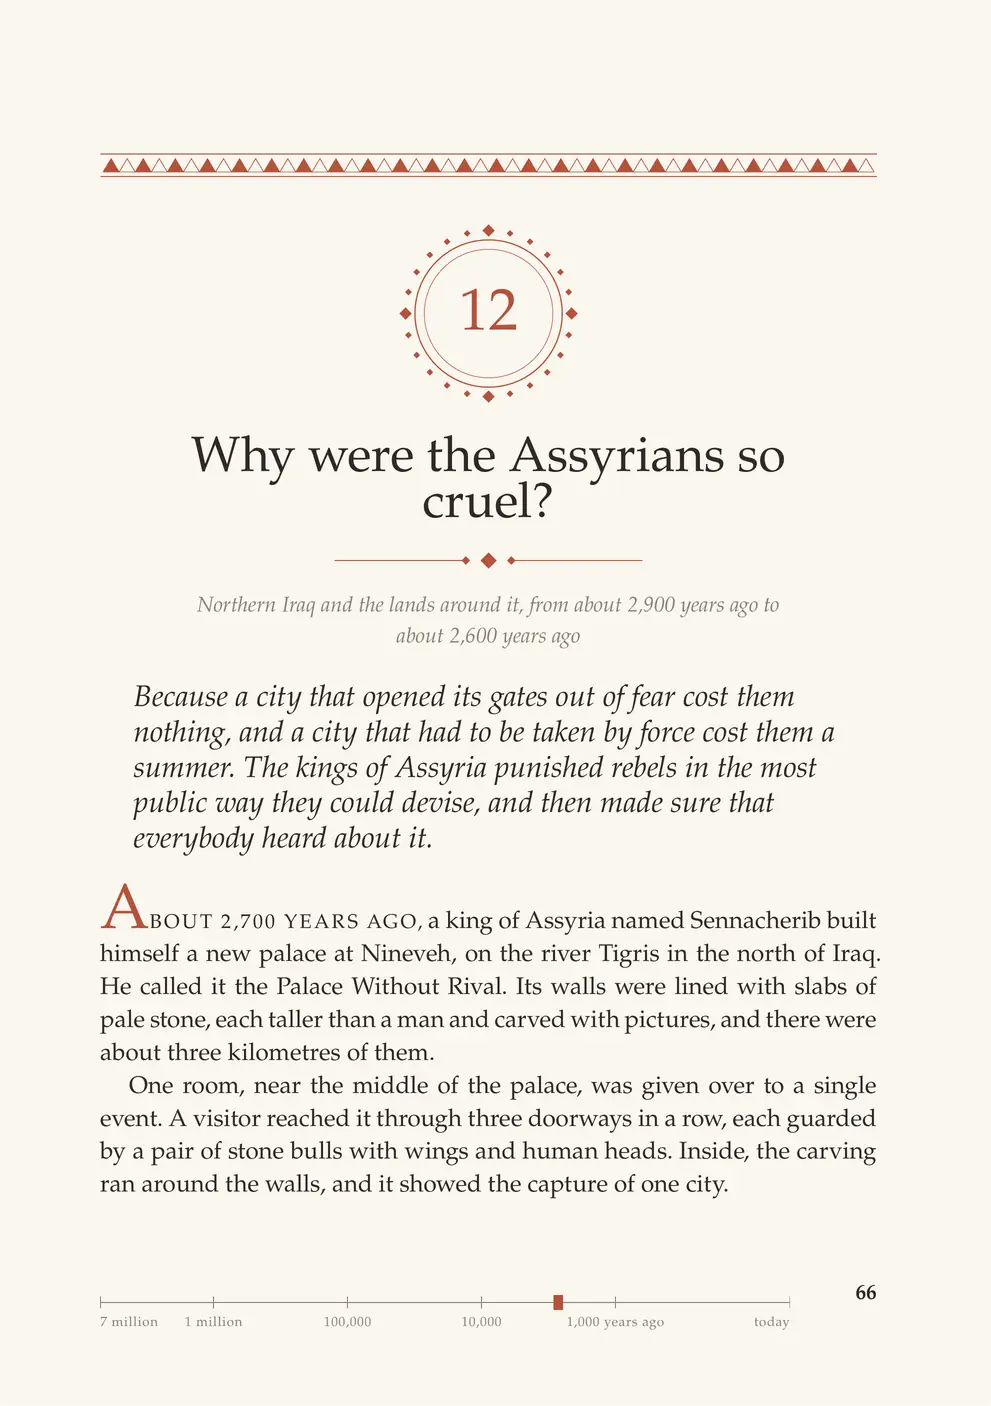 12
Why were the Assyrians so
cruel?
Northern Iraq and the lands around it, from about 2,900 years ago to
about 2,600 years ago
Because a city that opened its gates out of fear cost them
nothing, and a city that had to be taken by force cost them a
summer. The kings of Assyria punished rebels in the most
public way they could devise, and then made sure that
everybody heard about it.
ABOUT 2,700 YEARS AGO, a king of Assyria named Sennacherib built
himself a new palace at Nineveh, on the river Tigris in the north of Iraq.
He called it the Palace Without Rival. Its walls were lined with slabs of
pale stone, each taller than a man and carved with pictures, and there were
about three kilometres of them.
One room, near the middle of the palace, was given over to a single
event. A visitor reached it through three doorways in a row, each guarded
by a pair of stone bulls with wings and human heads. Inside, the carving
ran around the walls, and it showed the capture of one city.
66
7 million 1 million 100,000 10,000 1,000 years ago today